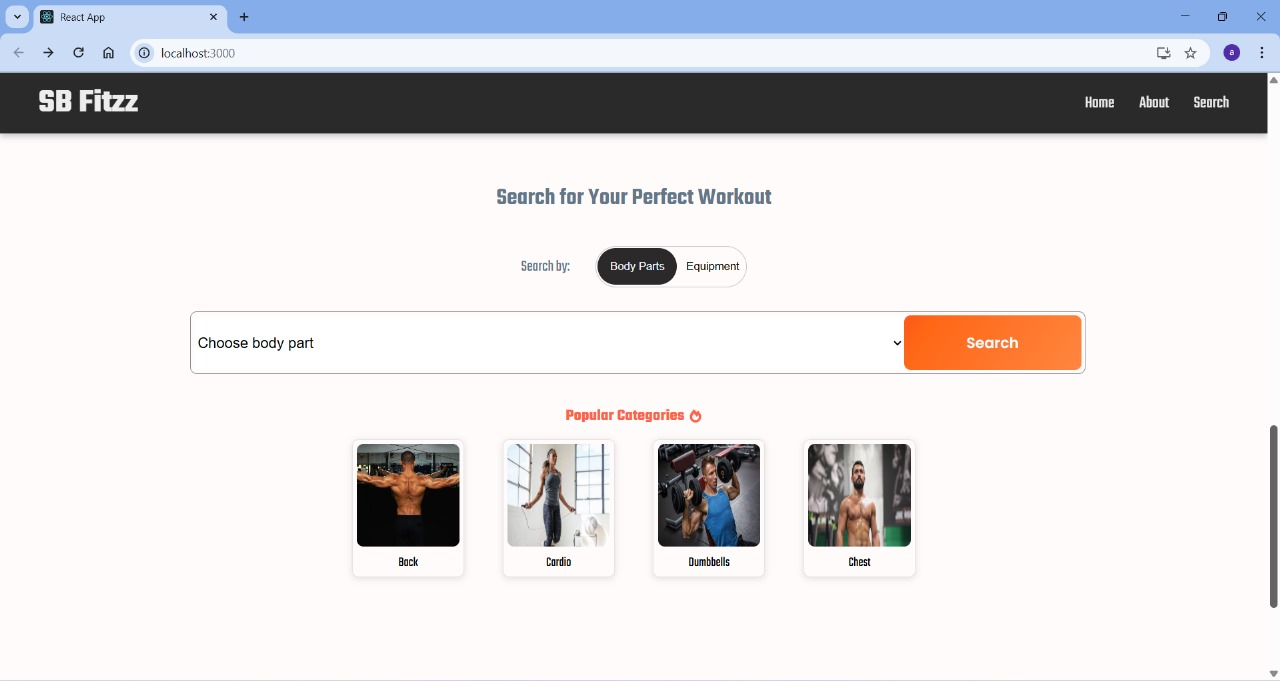 React App
localhost:3000
a
SB Fitzz
Home About Search
Search for Your Perfect Workout
Search by: Body Parts Equipment
Choose body part Search
Popular Categories
Back Cardio Dumbbells Chest